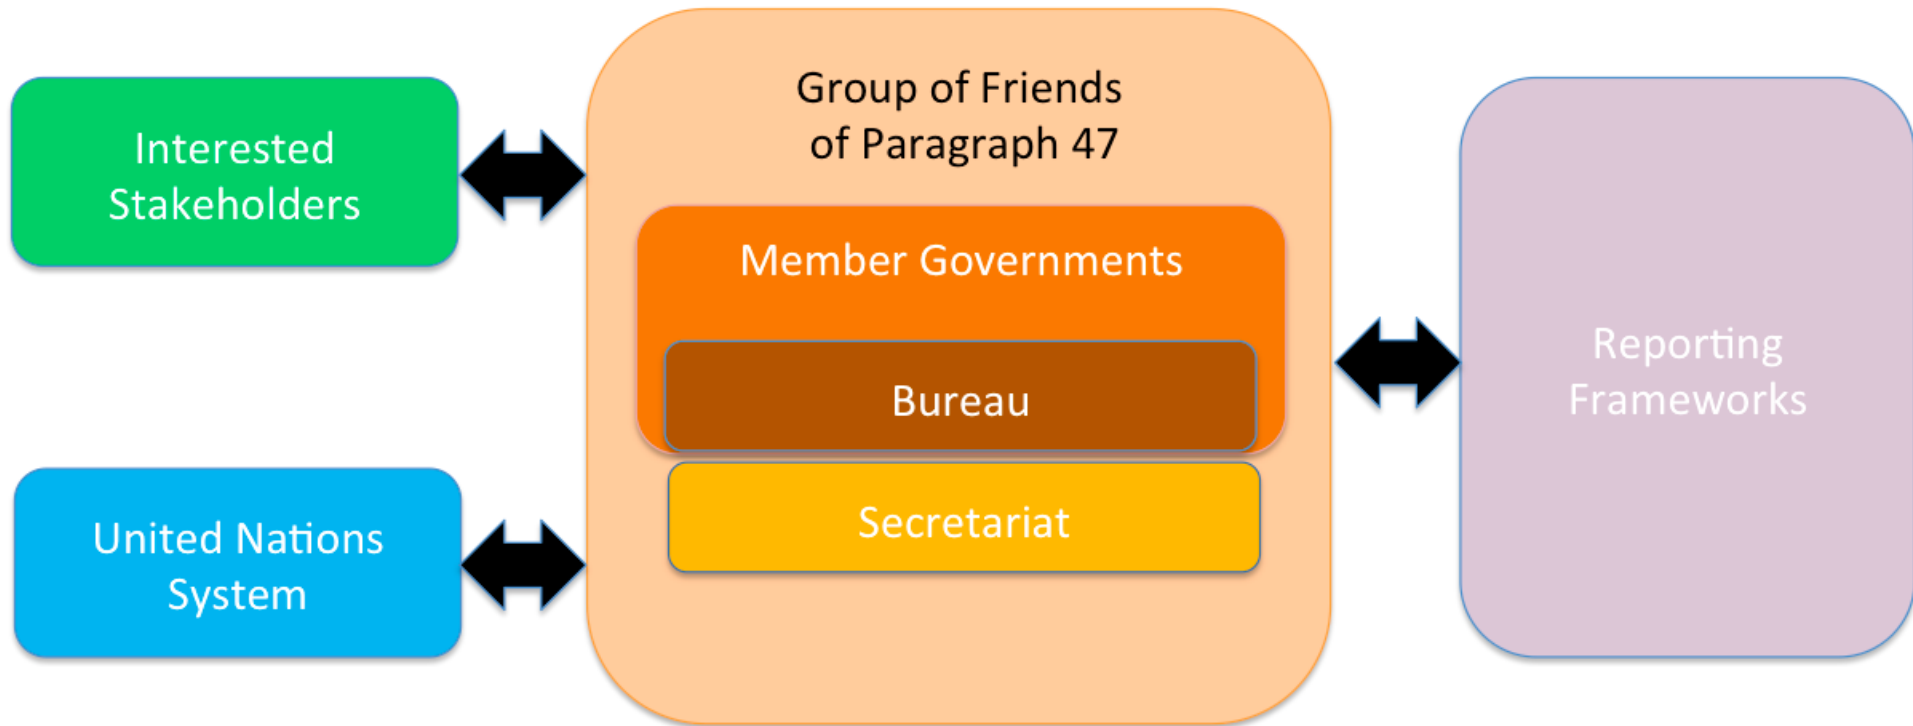 Interested
Stakeholders
United Nations
System
Group of Friends
of Paragraph 47
Member Governments
Bureau
Secretariat
Reporting
Frameworks